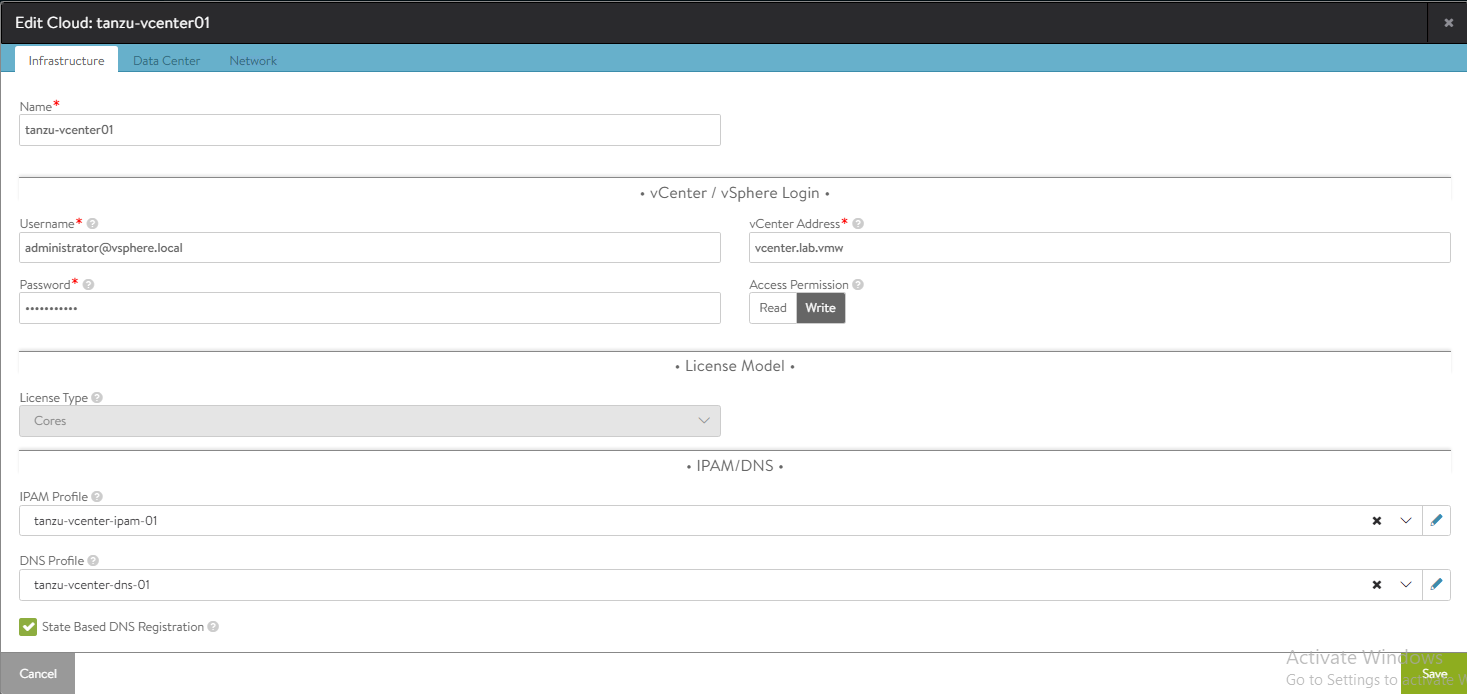 Edit Cloud: tanzu-vcenter01
Infrastructure Data Center Network
Name*
tanzu-vcenter01
• vCenter / vSphere Login •
Username* vCenter Address*
administrator@vsphere.local vcenter.lab.vmw
Password* Access Permission
••••••••••• Read Write
• License Model •
License Type
Cores
• IPAM/DNS •
IPAM Profile
tanzu-vcenter-ipam-01
DNS Profile
tanzu-vcenter-dns-01
State Based DNS Registration
Activate Windows
Cancel Save
Go to Settings to activate W